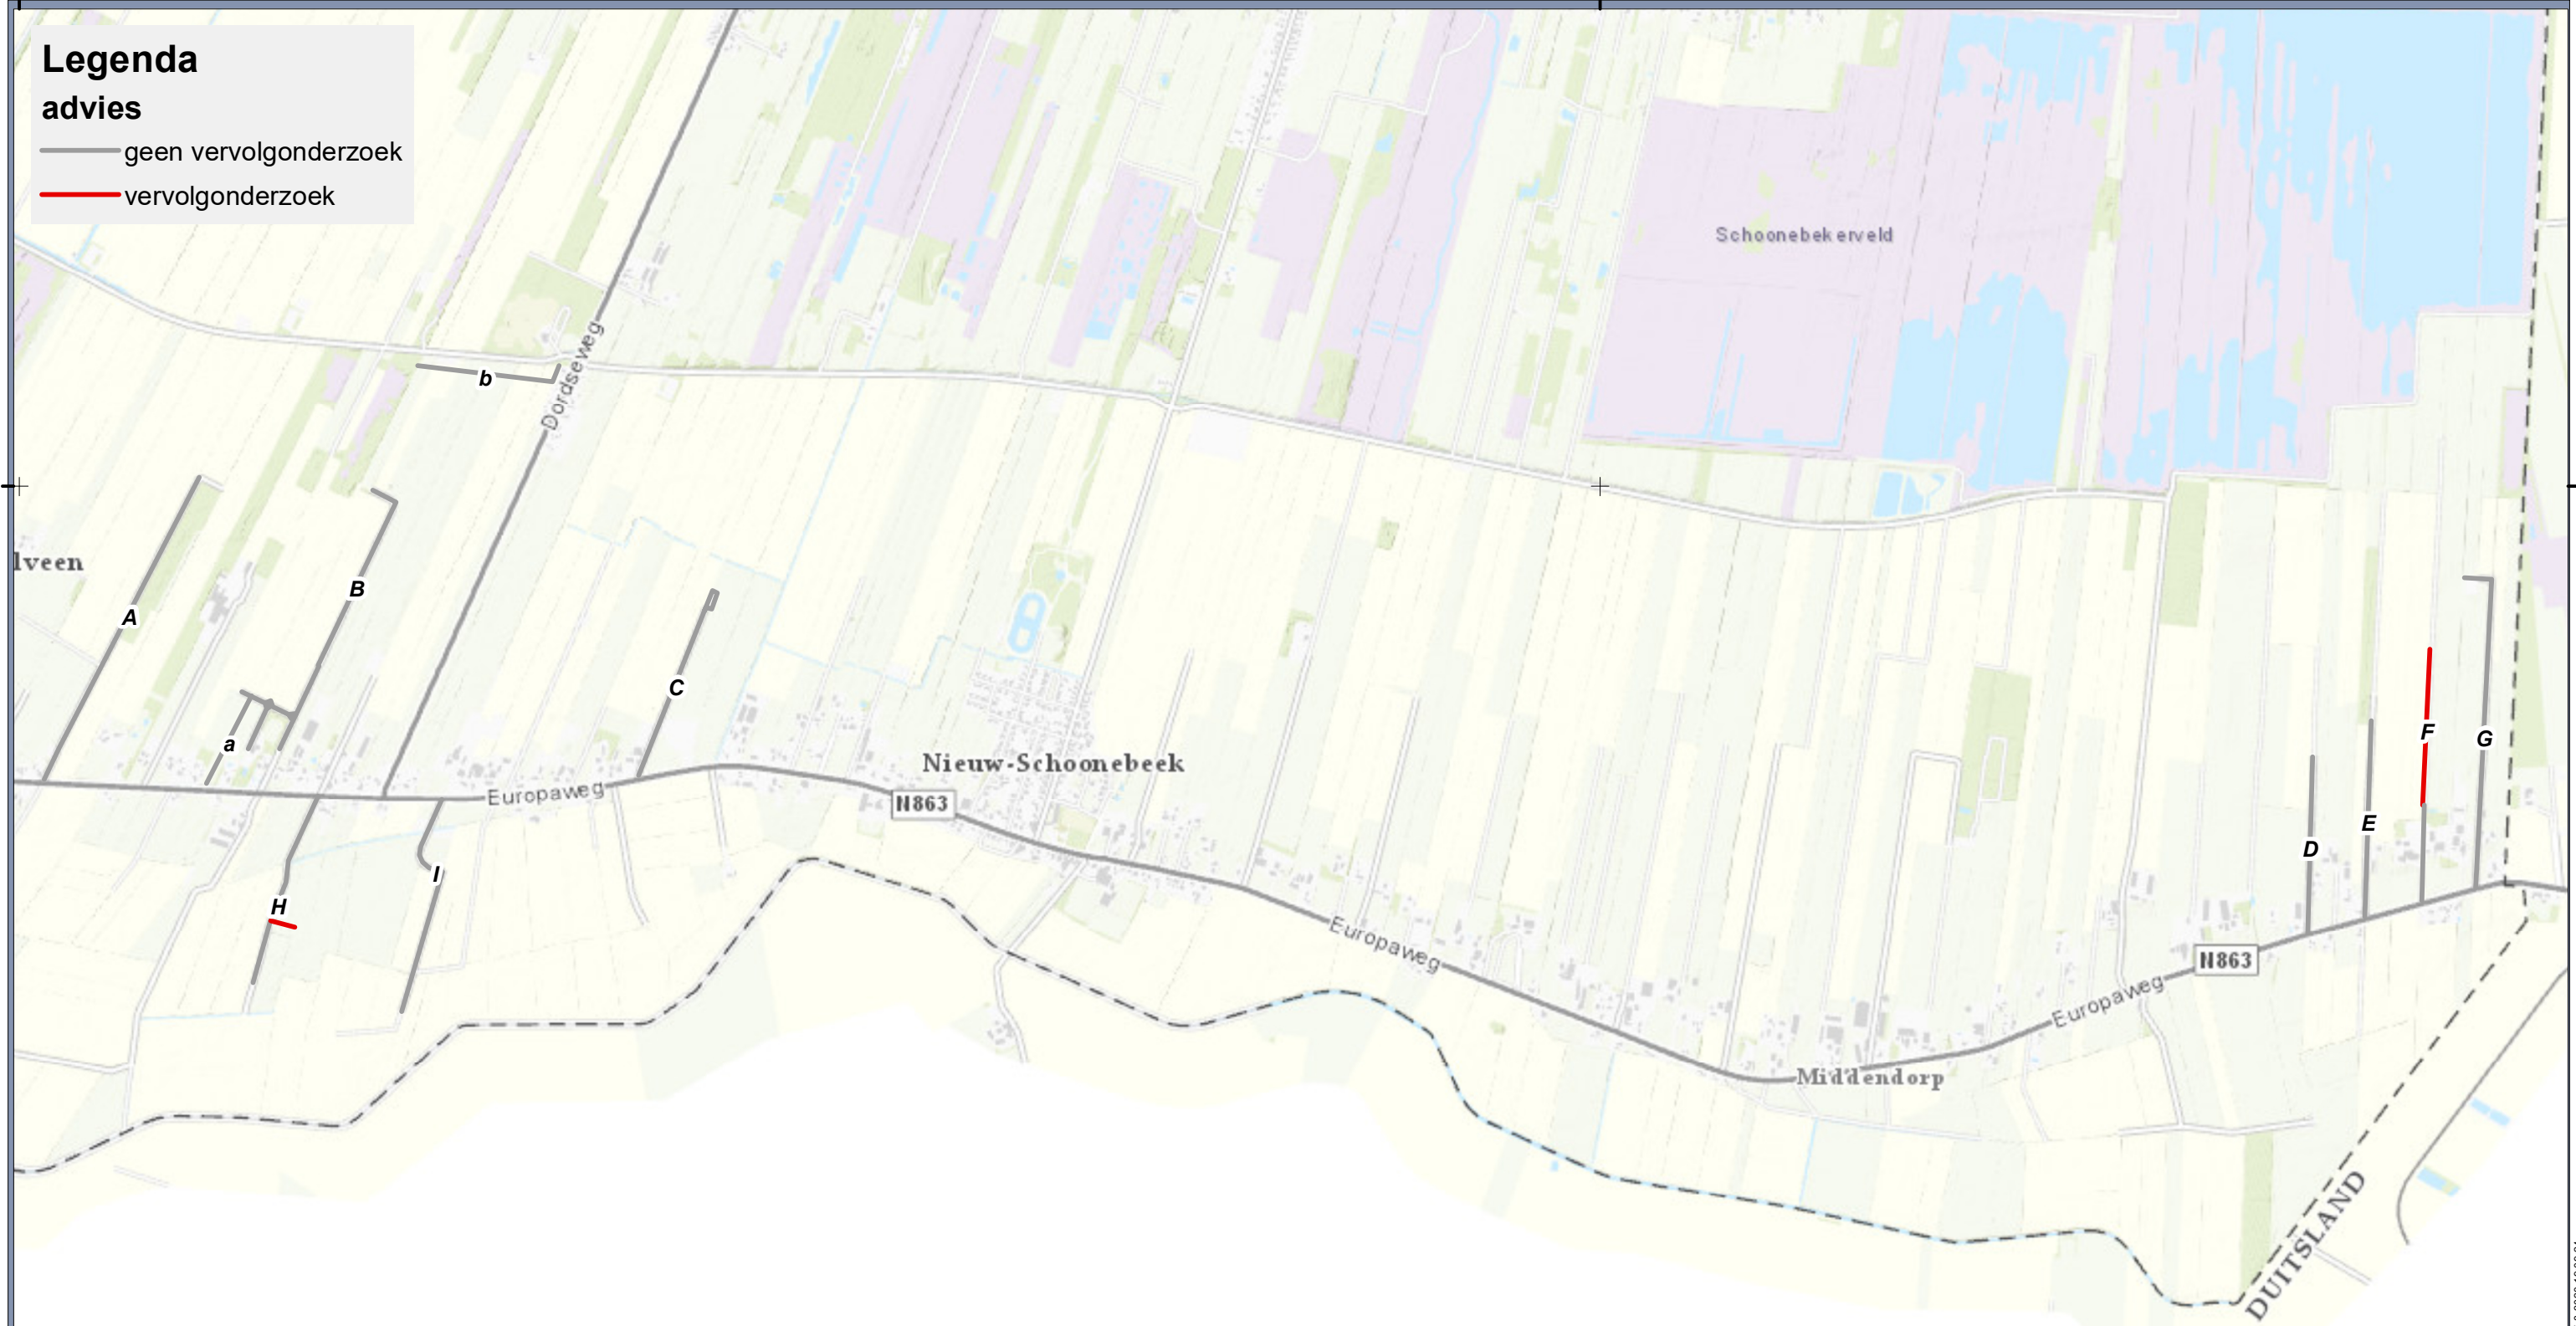 Legenda
advies
geen vervolgonderzoek
vervolgonderzoek
Schoonebekerveld
Dordseweg
b
lveen
A
B
C
a
Europaweg
Nieuw-Schoonebeek
N863
F
G
E
D
I
H
Europaweg
N863
Europaweg
Middendorp
DUITSLAND